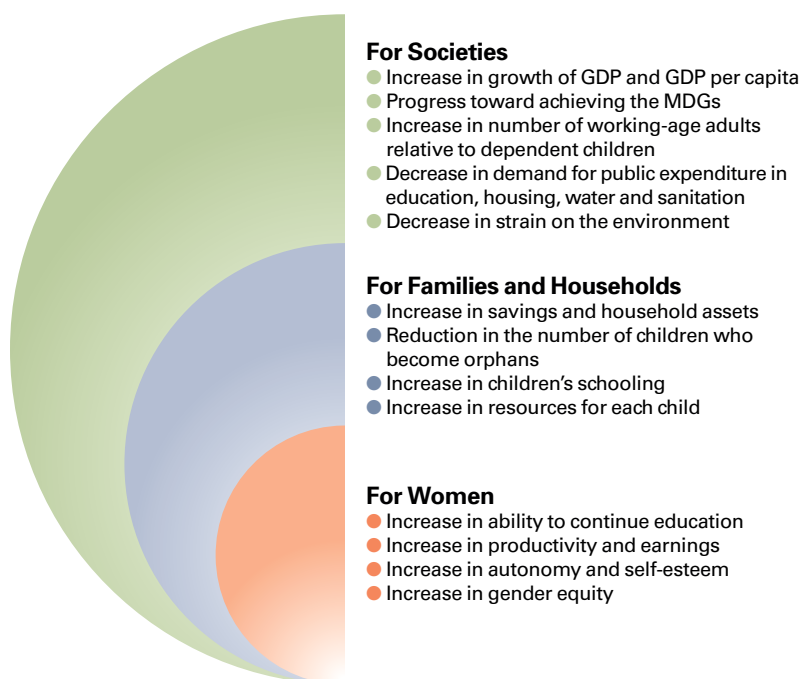 For Societies
● Increase in growth of GDP and GDP per capita
● Progress toward achieving the MDGs
● Increase in number of working-age adults
relative to dependent children
● Decrease in demand for public expenditure in
education, housing, water and sanitation
● Decrease in strain on the environment
For Families and Households
● Increase in savings and household assets
● Reduction in the number of children who
become orphans
● Increase in children’s schooling
● Increase in resources for each child
For Women
● Increase in ability to continue education
● Increase in productivity and earnings
● Increase in autonomy and self-esteem
● Increase in gender equity